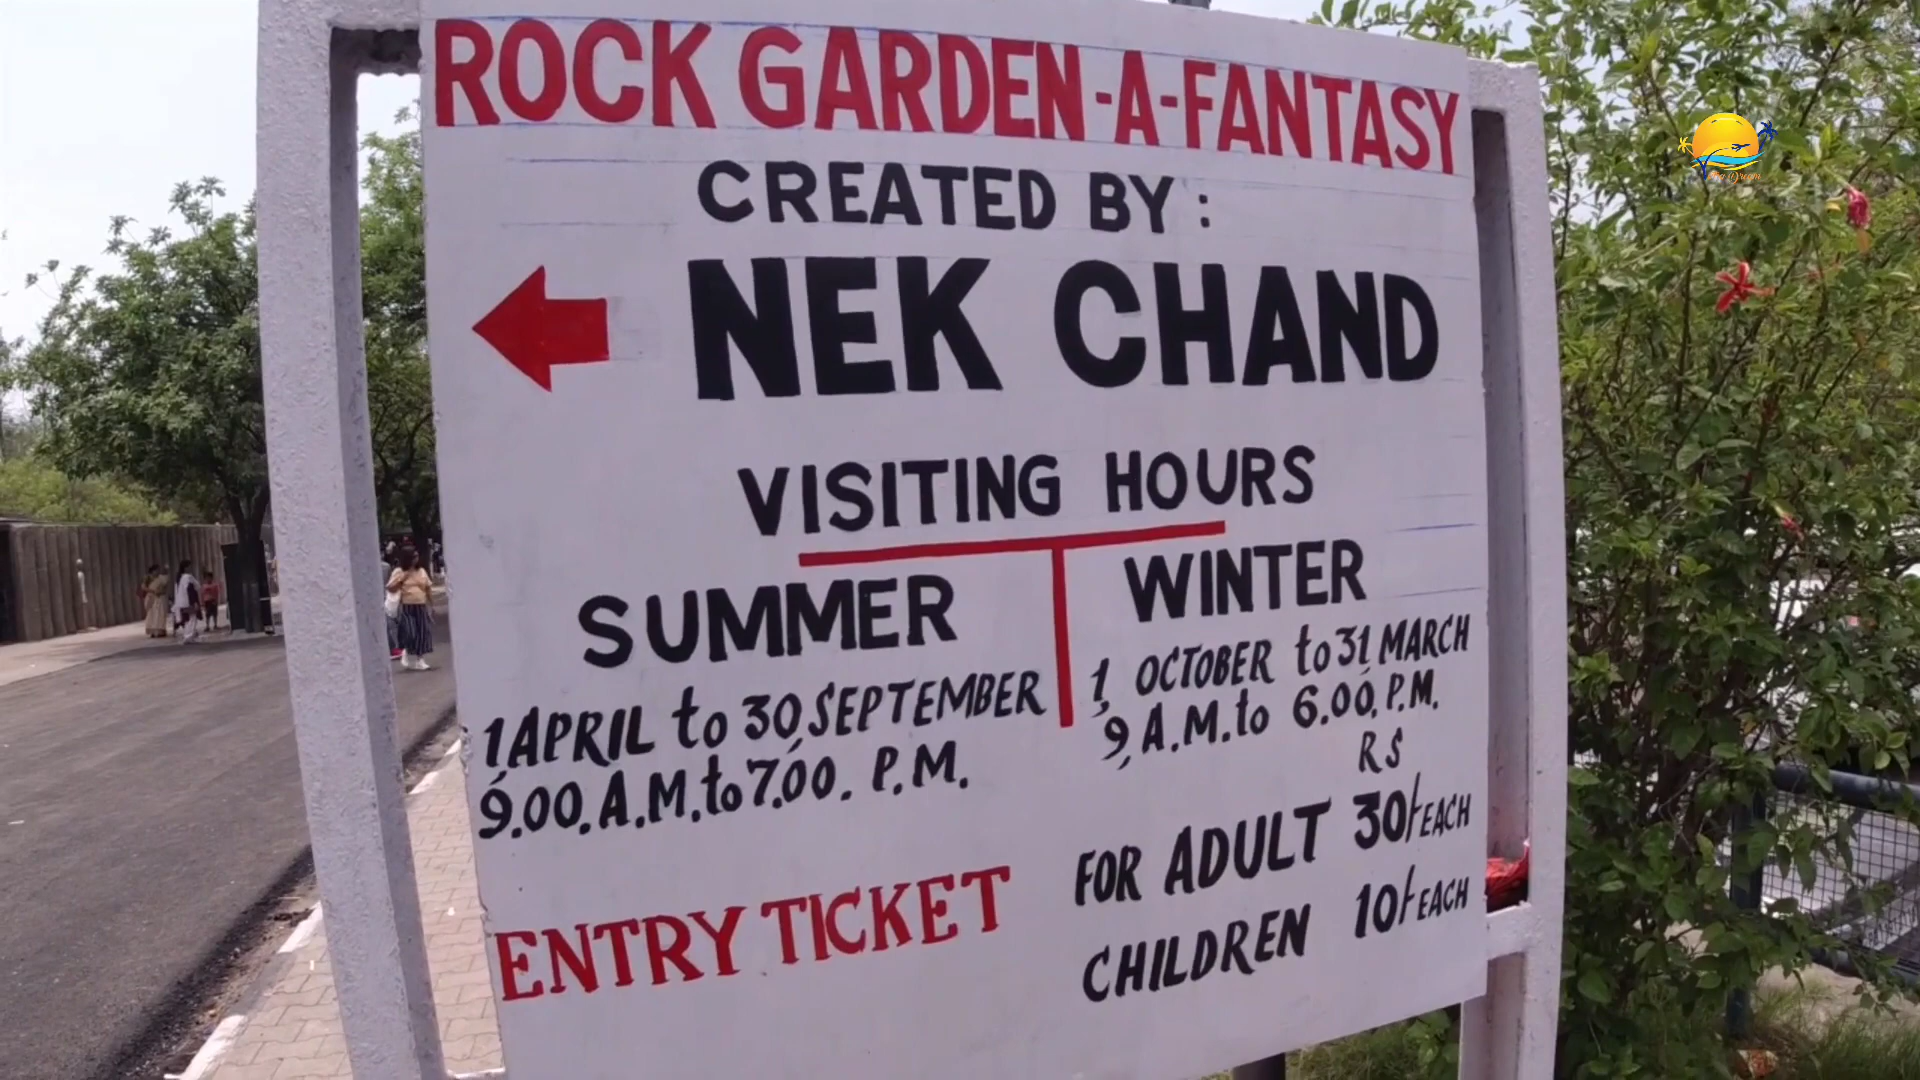 ROCK GARDEN-A-FANTASY
CREATED BY:
NEK CHAND
VISITING HOURS
SUMMER
1, APRIL to 30, SEPTEMBER
9.00. A.M. to 7.00. P.M.
WINTER
1, OCTOBER to 31 MARCH
9, A.M. to 6.00. P.M.
RS
ENTRY TICKET
FOR ADULT 30/- EACH
CHILDREN 10/- EACH